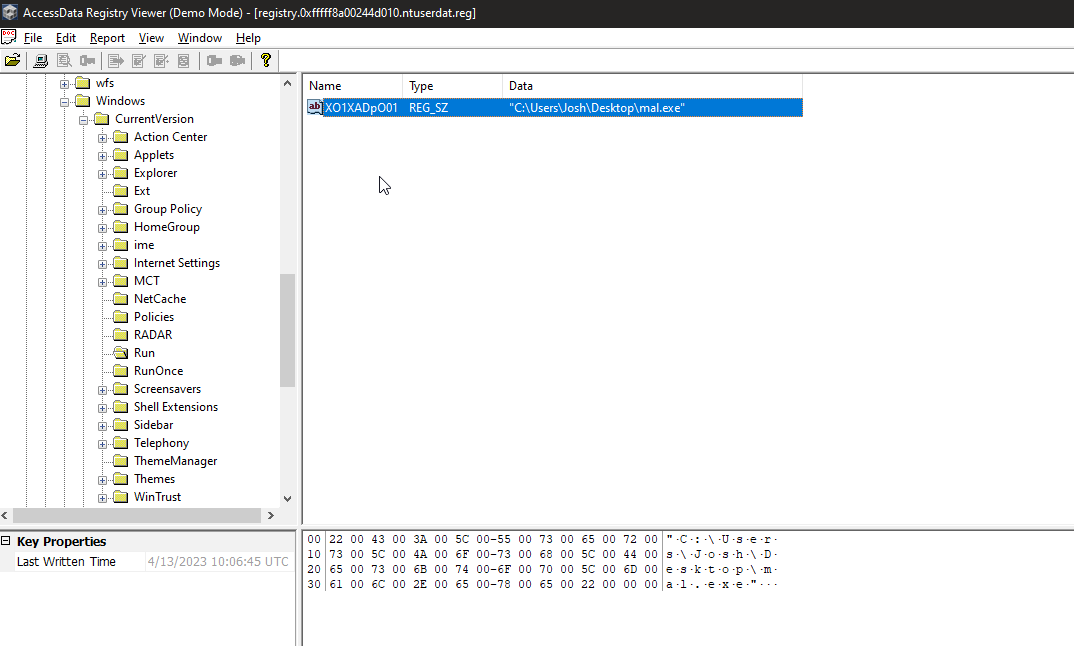 AccessData Registry Viewer (Demo Mode) - [registry.0xfffff8a00244d010.ntuserdat.reg]
File Edit Report View Window Help
wfs
Windows
CurrentVersion
Action Center
Applets
Explorer
Ext
Group Policy
HomeGroup
ime
Internet Settings
MCT
NetCache
Policies
RADAR
Run
RunOnce
Screensavers
Shell Extensions
Sidebar
Telephony
ThemeManager
Themes
WinTrust
Name Type Data
ab XO1XADpO01 REG_SZ "C:\Users\Josh\Desktop\mal.exe"
Key Properties
Last Written Time 4/13/2023 10:06:45 UTC
00 22 00 43 00 3A 00 5C 00-55 00 73 00 65 00 72 00 "·C·:·\·U·s·e·r·
10 73 00 5C 00 4A 00 6F 00-73 00 68 00 5C 00 44 00 s·\·J·o·s·h·\·D·
20 65 00 73 00 6B 00 74 00-6F 00 70 00 5C 00 6D 00 e·s·k·t·o·p·\·m·
30 61 00 6C 00 2E 00 65 00-78 00 65 00 22 00 00 00 a·l·.·e·x·e·"···